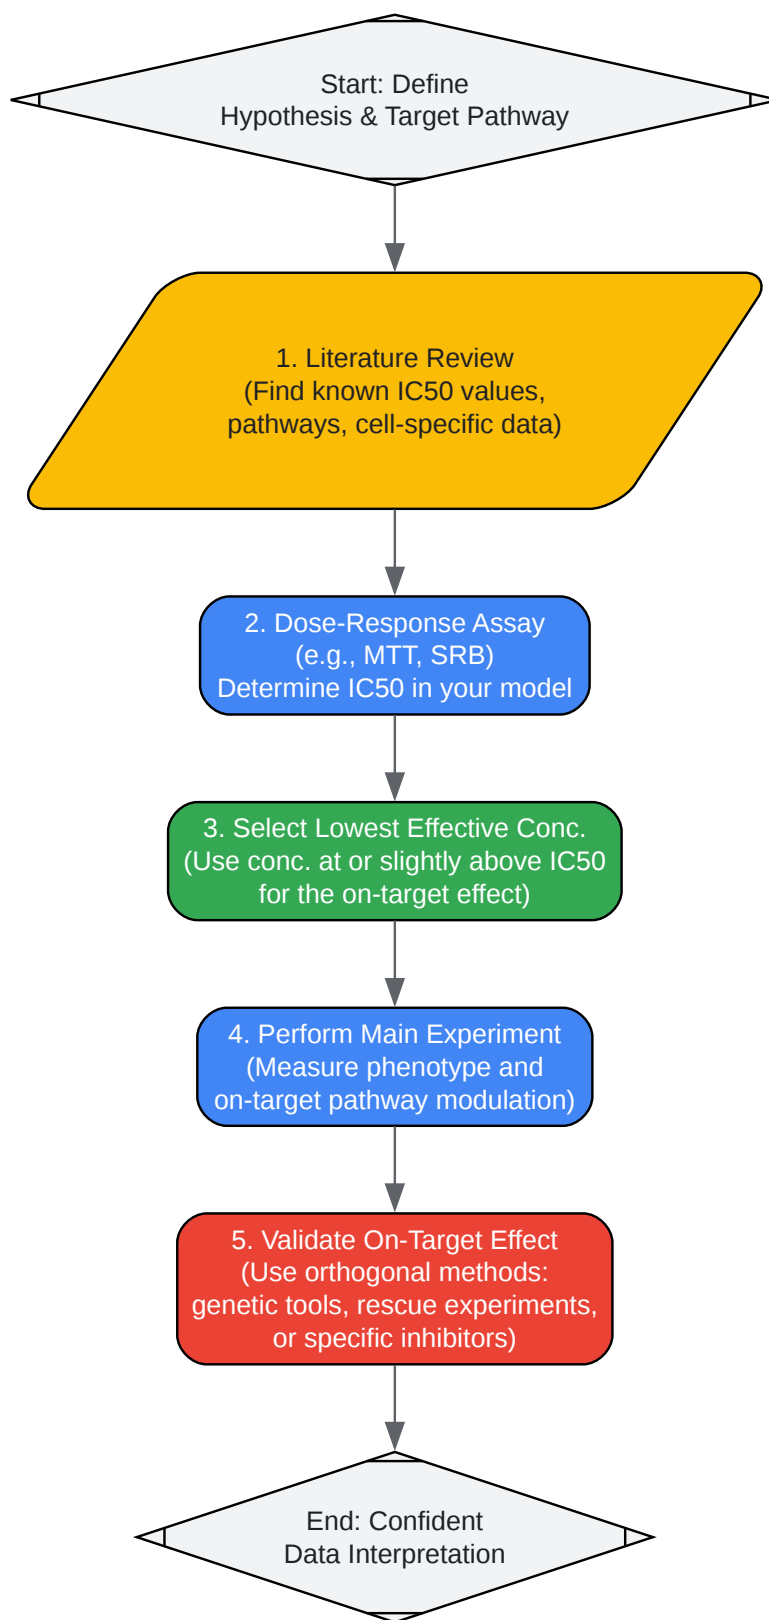 Start: Define
Hypothesis & Target Pathway
1. Literature Review
(Find known IC50 values,
pathways, cell-specific data)
2. Dose-Response Assay
(e.g., MTT, SRB)
Determine IC50 in your model
3. Select Lowest Effective Conc.
(Use conc. at or slightly above IC50
for the on-target effect)
4. Perform Main Experiment
(Measure phenotype and
on-target pathway modulation)
5. Validate On-Target Effect
(Use orthogonal methods:
genetic tools, rescue experiments,
or specific inhibitors)
End: Confident
Data Interpretation